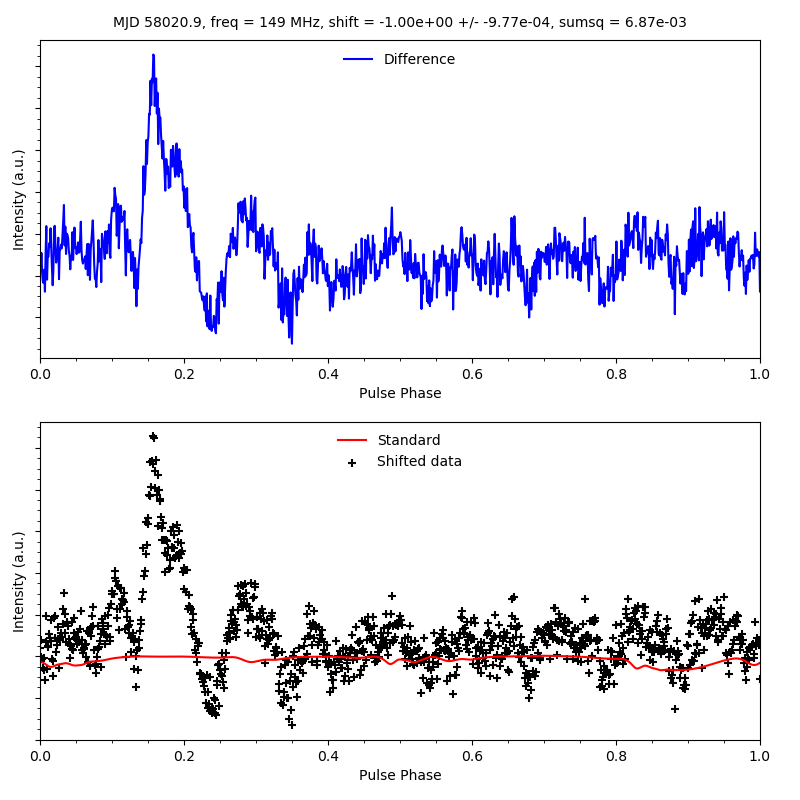 MJD 58020.9, freq = 149 MHz, shift = -1.00e+00 +/- -9.77e-04, sumsq = 6.87e-03
Difference
Intensity (a.u.)
0.0 0.2 0.4 0.6 0.8 1.0
Pulse Phase
Standard
Shifted data
Intensity (a.u.)
0.0 0.2 0.4 0.6 0.8 1.0
Pulse Phase